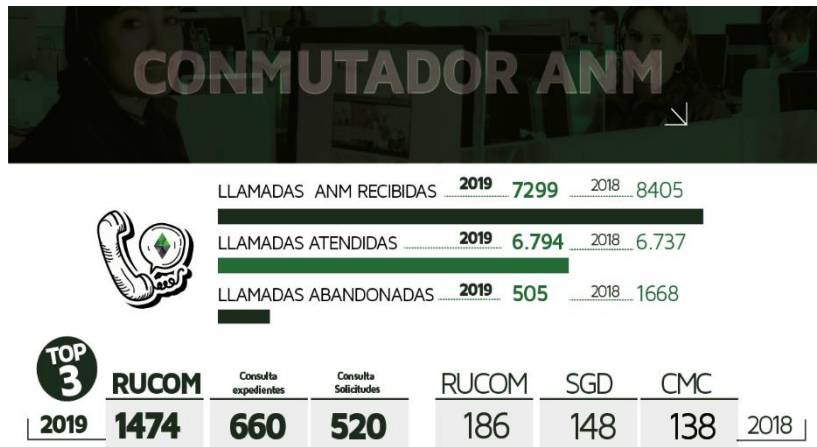 CONMUTADOR ANM
LLAMADAS ANM RECIBIDAS 2019 7299 2018 8405
LLAMADAS ATENDIDAS 2019 6.794 2018 6.737
LLAMADAS ABANDONADAS 2019 505 2018 1668
TOP
3
RUCOM Consulta expedientes Consulta Solicitudes RUCOM SGD CMC
2019 1474 660 520 186 148 138 2018